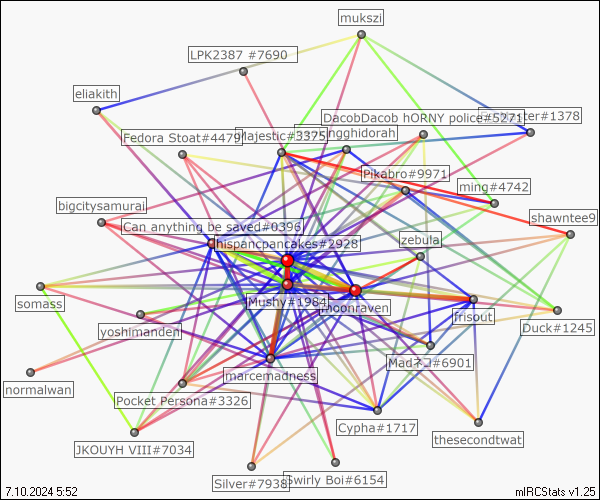 mukszi
LPK2387 #7690
eliakith
DacobDacob hORNY police#5271
ter#1378
Fedora Stoat#4479
Majestic#3375
ngghidorah
Pikabro#9971
ming#4742
bigcitysamurai
shawntee9
Can anything be saved#0396
hispancpancakes#2928
zebula
somass
Mushy#1984
moonraven
frisout
yoshimanden
Duck#1245
Madネコ#6901
normalwan
marcemadness
Pocket Persona#3326
Cypha#1717
thesecondtwat
JKOUYH VIII#7034
Silver#7938
Swirly Boi#6154
7.10.2024 5:52
mIRCStats v1.25